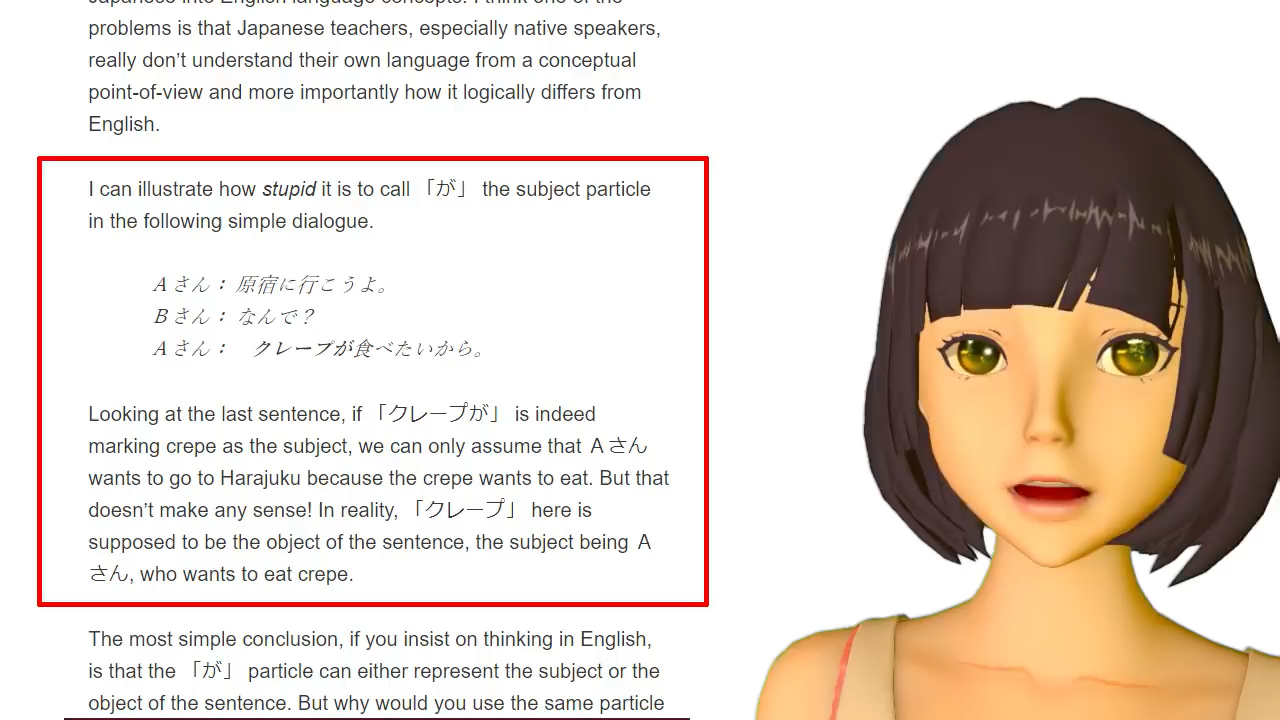 Japanese into English language concepts. I think one of the
problems is that Japanese teachers, especially native speakers,
really don’t understand their own language from a conceptual
point-of-view and more importantly how it logically differs from
English.
I can illustrate how stupid it is to call 「が」 the subject particle
in the following simple dialogue.
Ａさん： 原宿に行こうよ。
Ｂさん： なんで？
Ａさん：　クレープが食べたいから。
Looking at the last sentence, if 「クレープが」 is indeed
marking crepe as the subject, we can only assume that Ａさん
wants to go to Harajuku because the crepe wants to eat. But that
doesn’t make any sense! In reality, 「クレープ」 here is
supposed to be the object of the sentence, the subject being Ａ
さん, who wants to eat crepe.
The most simple conclusion, if you insist on thinking in English,
is that the 「が」 particle can either represent the subject or the
object of the sentence. But why would you use the same particle